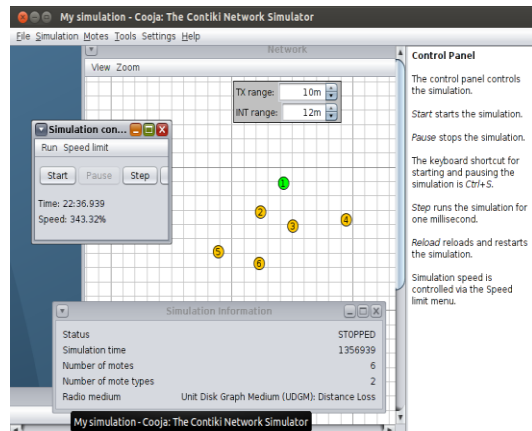 My simulation - Cooja: The Contiki Network Simulator
File Simulation Motes Tools Settings Help
Network
View Zoom
TX range: 10m
INT range: 12m
Simulation con...
Run Speed limit
Start Pause Step
Time: 22:36.939
Speed: 343.32%
1
2
3
4
5
6
Simulation Information
Status STOPPED
Simulation time 1356939
Number of motes 6
Number of mote types 2
Radio medium Unit Disk Graph Medium (UDGM): Distance Loss
My simulation - Cooja: The Contiki Network Simulator
Control Panel
The control panel controls
the simulation.
Start starts the simulation.
Pause stops the simulation.
The keyboard shortcut for
starting and pausing the
simulation is Ctrl+S.
Step runs the simulation for
one millisecond.
Reload reloads and restarts
the simulation.
Simulation speed is
controlled via the Speed
limit menu.